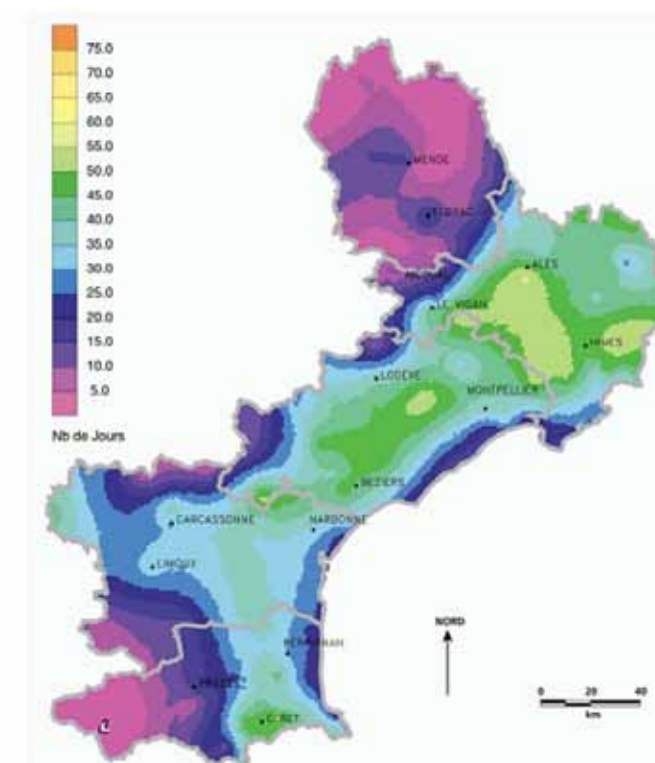 75.0
70.0
65.0
60.0
55.0
50.0
45.0
40.0
35.0
30.0
25.0
20.0
15.0
10.0
5.0
Nb de Jours
MENDE
ALES
LE VIGAN
NIMES
LODEVE
MONTPELLIER
BEZIERS
CARCASSONNE
NARBONNE
LIMOUX
NORD
PERPIGNAN
CERET
0 20 40
km